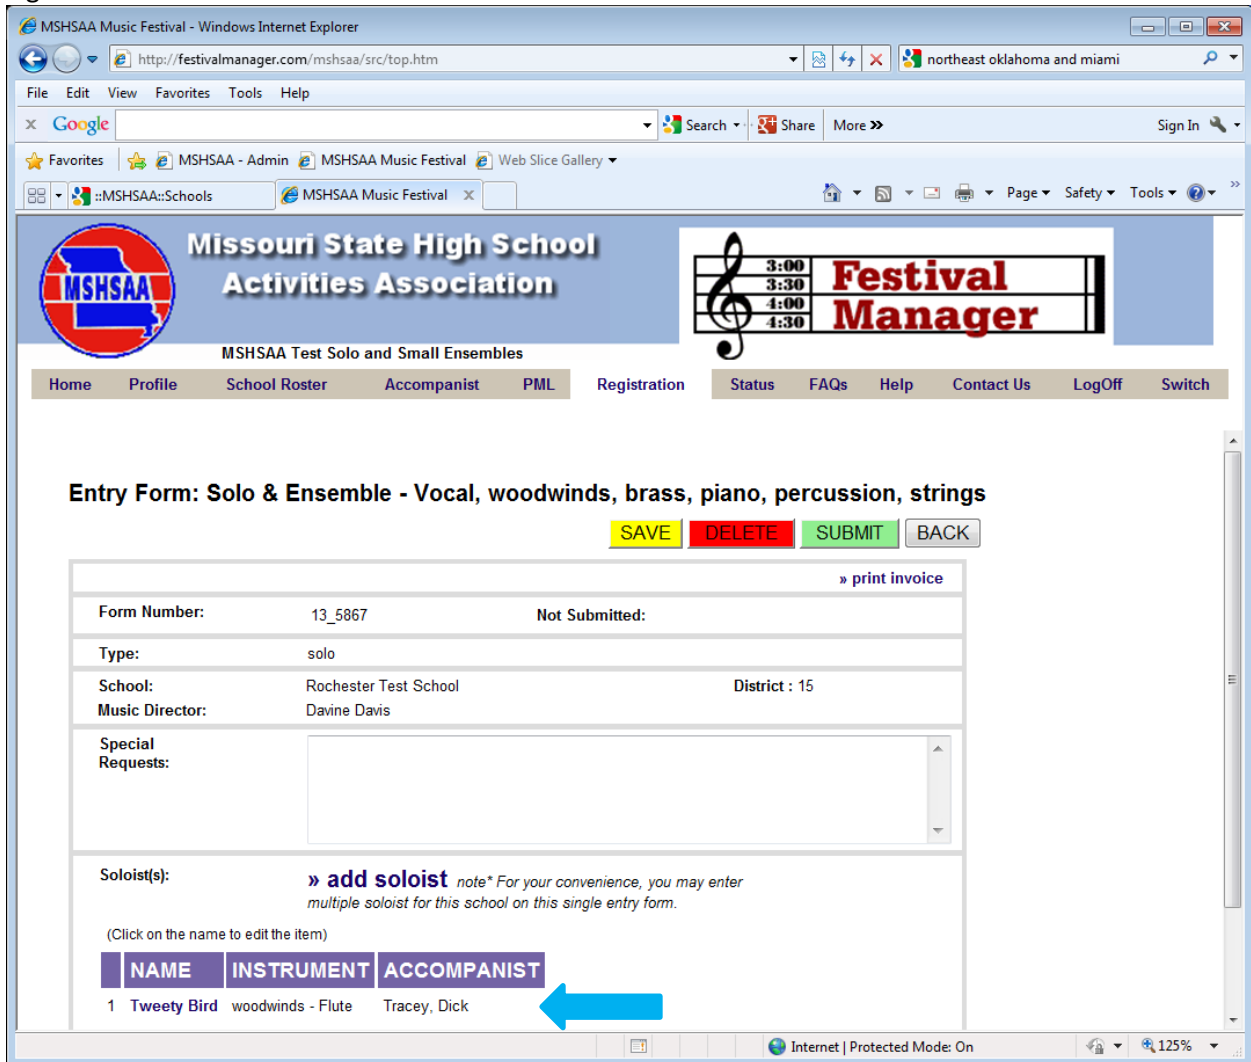 MSHSAA Music Festival - Windows Internet Explorer
http://festivalmanager.com/mshsaa/src/top.htm
northeast oklahoma and miami
File Edit View Favorites Tools Help
x Google Search Share More >> Sign In
Favorites MSHSAA - Admin MSHSAA Music Festival Web Slice Gallery
::MSHSAA::Schools MSHSAA Music Festival x Page Safety Tools
Missouri State High School
Activities Association
MSHSAA
3:00
3:30
4:00
4:30
Festival
Manager
MSHSAA Test Solo and Small Ensembles
Home Profile School Roster Accompanist PML Registration Status FAQs Help Contact Us LogOff Switch
Entry Form: Solo & Ensemble - Vocal, woodwinds, brass, piano, percussion, strings
SAVE DELETE SUBMIT BACK
» print invoice
Form Number: 13_5867 Not Submitted:
Type: solo
School: Rochester Test School District : 15
Music Director: Davine Davis
Special
Requests:
Soloist(s): » add soloist note* For your convenience, you may enter
multiple soloist for this school on this single entry form.
(Click on the name to edit the item)
NAME INSTRUMENT ACCOMPANIST
1 Tweety Bird woodwinds - Flute Tracey, Dick
Internet | Protected Mode: On 125%